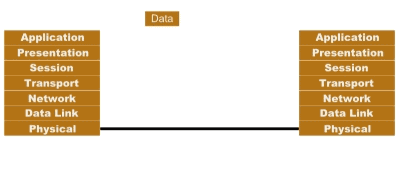 Data
Application
Presentation
Session
Transport
Network
Data Link
Physical
Application
Presentation
Session
Transport
Network
Data Link
Physical